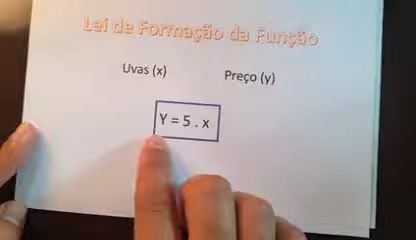 Lei de Formação da Função
Uvas (x) Preço (y)
Y = 5 . x